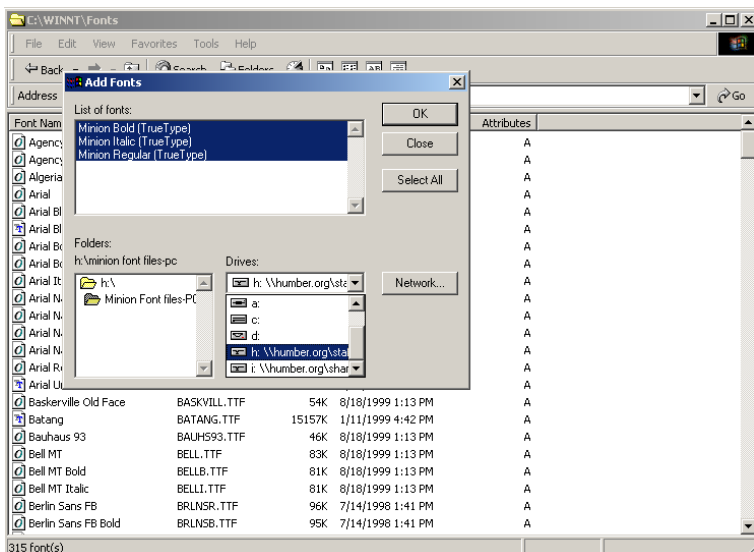 C:\WINNT\Fonts
File Edit View Favorites Tools Help
Back Search Folders
Address Go
Add Fonts
List of fonts:
Minion Bold (TrueType)
Minion Italic (TrueType)
Minion Regular (TrueType)
OK
Close
Select All
Folders:
h:\minion font files-pc
h:\
Minion Font files-PC
Drives:
h: \\humber.org\sta
a:
c:
d:
h: \\humber.org\sta
i: \\humber.org\shar
Network...
Font Nam Attributes
Agency A
Agency A
Algeria A
Arial A
Arial Bl A
Arial Bl A
Arial Bo A
Arial Bo A
Arial It A
Arial N A
Arial N A
Arial N A
Arial N A
Arial R A
Arial U A
Baskerville Old Face BASKVILL.TTF 54K 8/18/1999 1:13 PM A
Batang BATANG.TTF 15157K 1/11/1999 4:42 PM A
Bauhaus 93 BAUHS93.TTF 46K 8/18/1999 1:13 PM A
Bell MT BELL.TTF 83K 8/18/1999 1:13 PM A
Bell MT Bold BELLB.TTF 81K 8/18/1999 1:13 PM A
Bell MT Italic BELLI.TTF 81K 8/18/1999 1:13 PM A
Berlin Sans FB BRLNSR.TTF 96K 7/14/1998 1:41 PM A
Berlin Sans FB Bold BRLNSB.TTF 95K 7/14/1998 1:41 PM A
315 font(s)